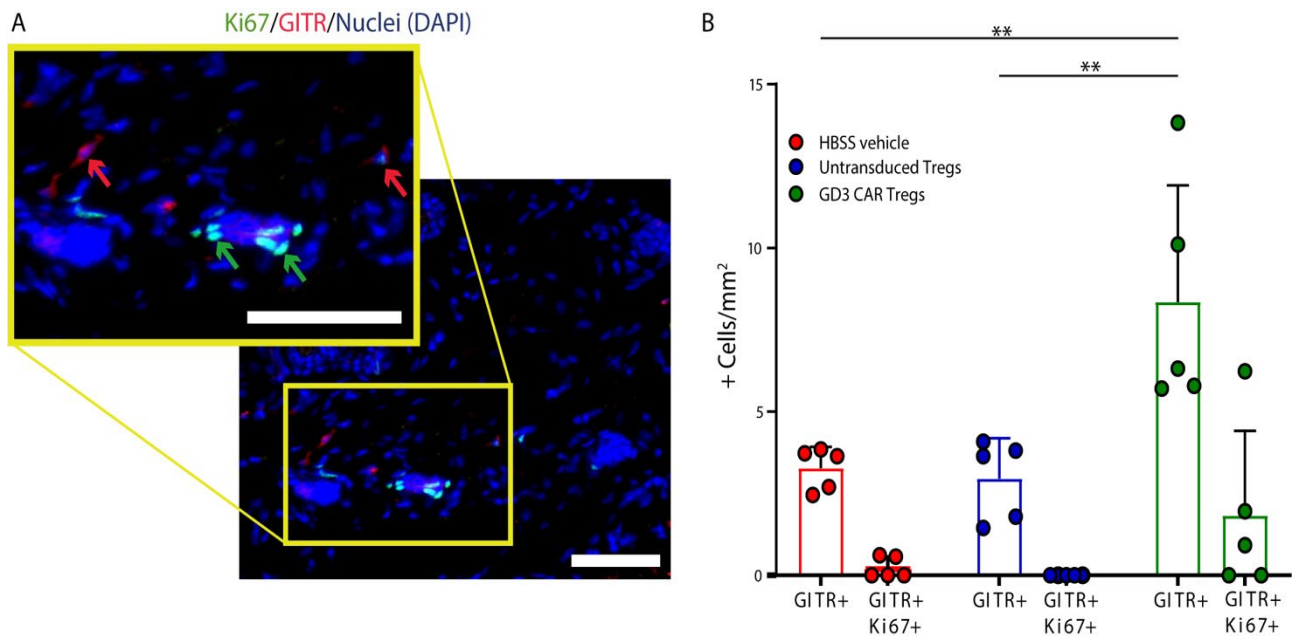 A
Ki67/GITR/Nuclei (DAPI)
B
**
**
15
10
5
0
+ Cells/mm²
HBSS vehicle
Untransduced Tregs
GD3 CAR Tregs
GITR+
GITR+
Ki67+
GITR+
GITR+
Ki67+
GITR+
GITR+
Ki67+